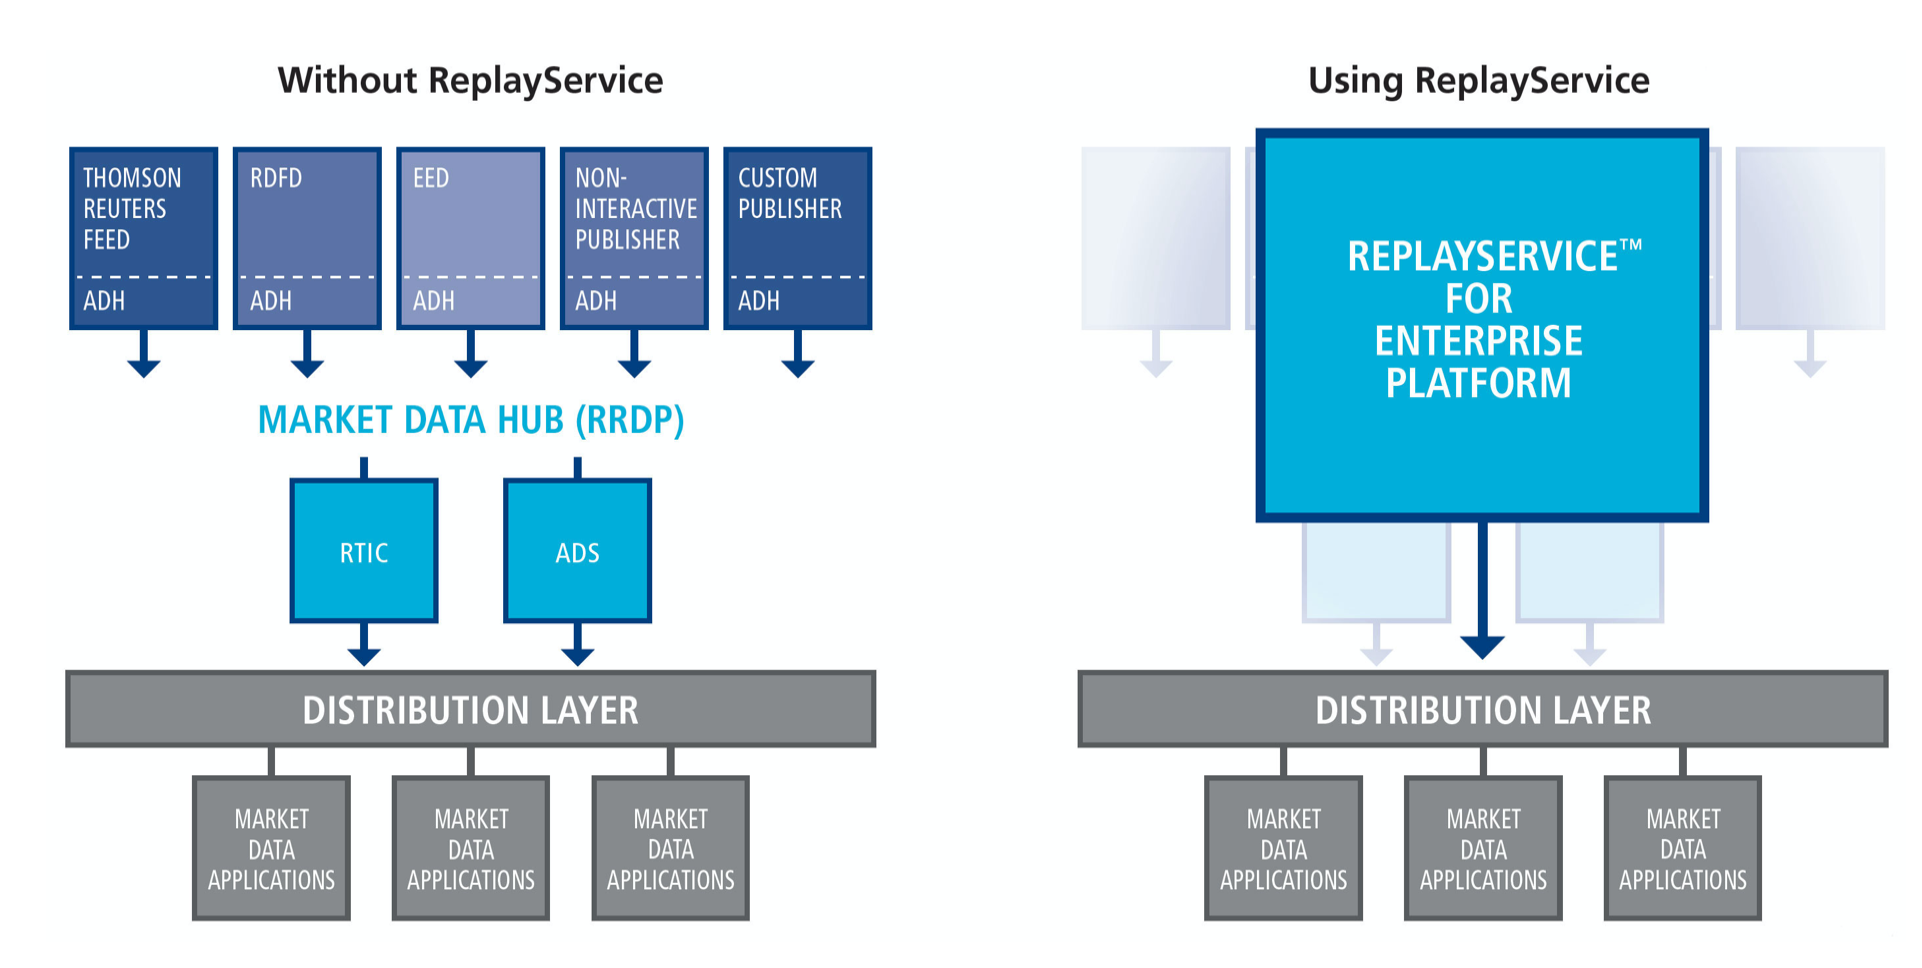 Without ReplayService
THOMSON
REUTERS
FEED
ADH
RDFD
ADH
EED
ADH
NON-
INTERACTIVE
PUBLISHER
ADH
CUSTOM
PUBLISHER
ADH
MARKET DATA HUB (RRDP)
RTIC
ADS
DISTRIBUTION LAYER
MARKET
DATA
APPLICATIONS
MARKET
DATA
APPLICATIONS
MARKET
DATA
APPLICATIONS
Using ReplayService
REPLAYSERVICE™
FOR
ENTERPRISE
PLATFORM
DISTRIBUTION LAYER
MARKET
DATA
APPLICATIONS
MARKET
DATA
APPLICATIONS
MARKET
DATA
APPLICATIONS